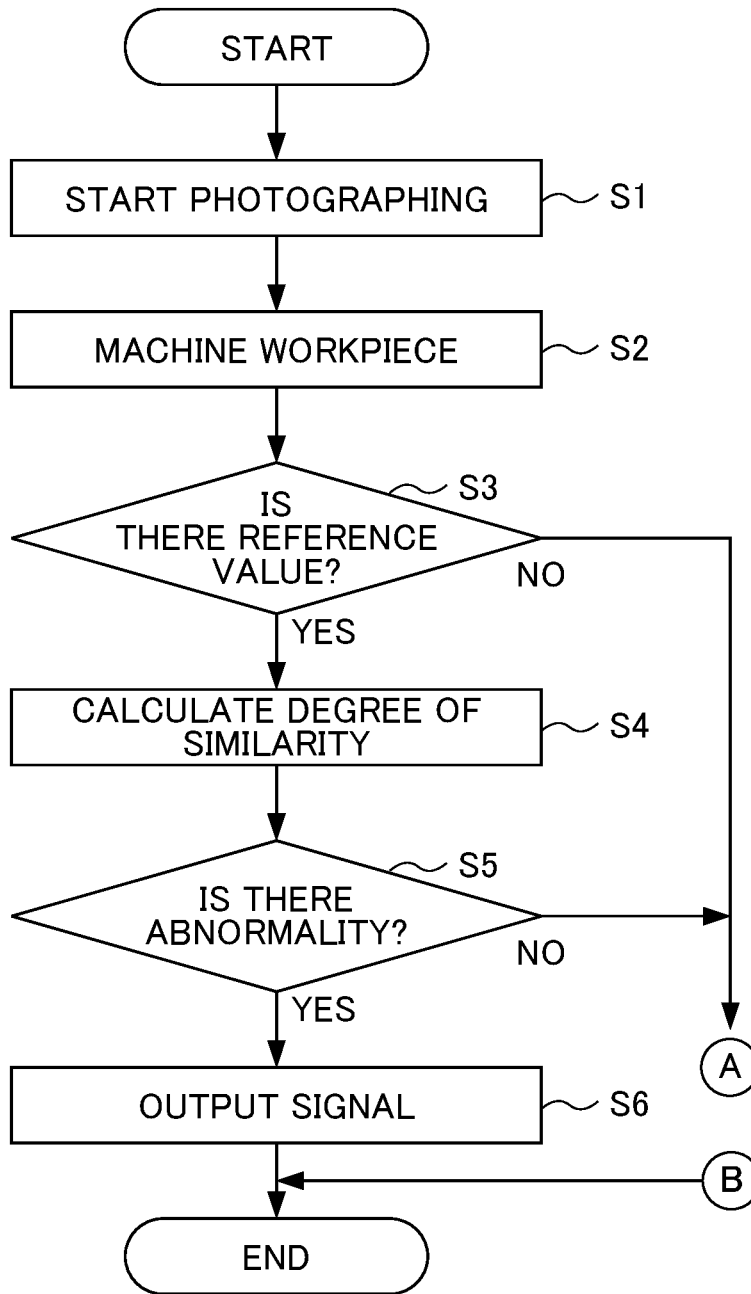 START
START PHOTOGRAPHING
S1
MACHINE WORKPIECE
S2
S3
IS
THERE REFERENCE
VALUE?
NO
YES
CALCULATE DEGREE OF
SIMILARITY
S4
S5
IS THERE
ABNORMALITY?
NO
YES
A
OUTPUT SIGNAL
S6
B
END